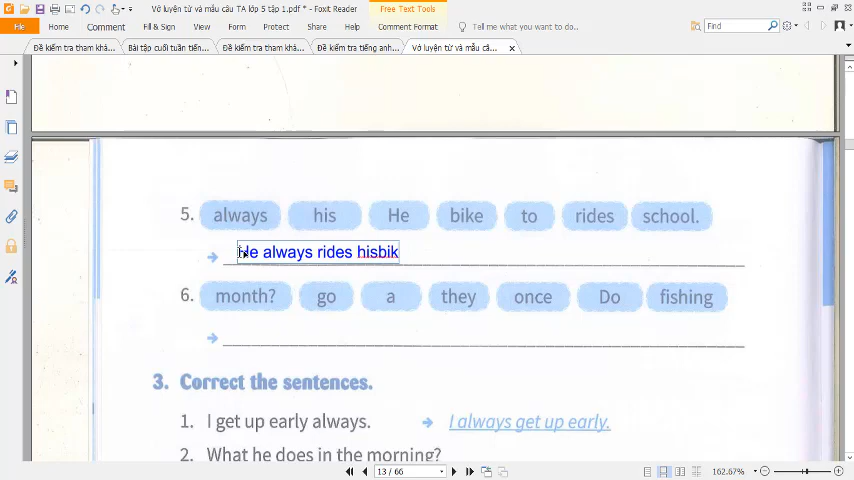 Vở luyện từ và mẫu câu TA lớp 5 tập 1.pdf * - Foxit Reader
Free Text Tools
File Home Comment Fill & Sign View Form Protect Share Help Comment Format Tell me what you want to do... Find
Đề kiểm tra tham khả... Bài tập cuối tuần tiến... Đề kiểm tra tham khả... Đề kiểm tra tiếng anh... Vở luyện từ và mẫu câ...
5. always his He bike to rides school.
He always rides hisbik
6. month? go a they once Do fishing
3. Correct the sentences.
1. I get up early always. I always get up early.
2. What he does in the morning?
13 / 66 162.67%